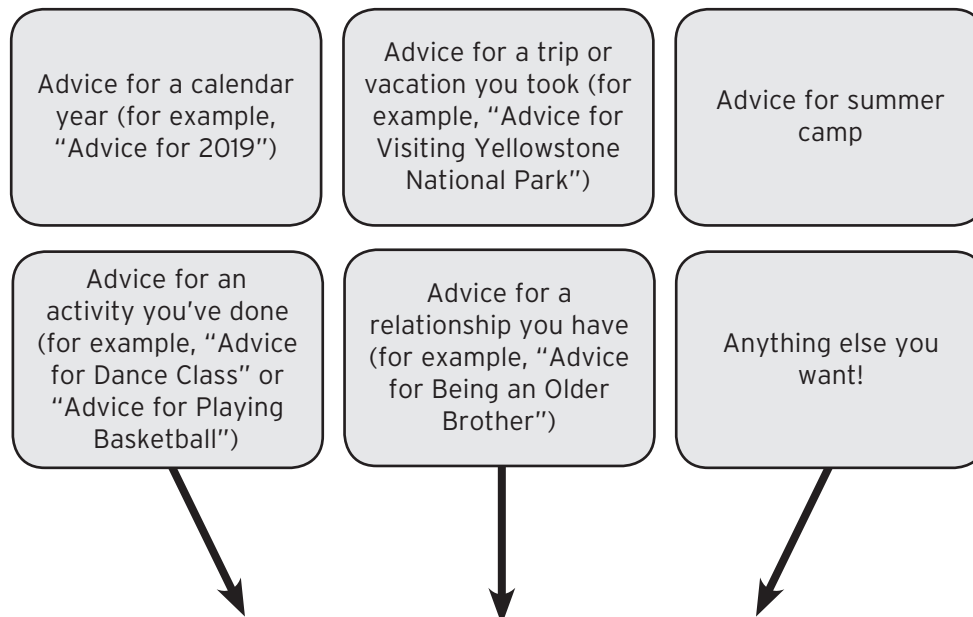 Advice for a calendar
year (for example,
“Advice for 2019”)
Advice for a trip or
vacation you took (for
example, “Advice for
Visiting Yellowstone
National Park”)
Advice for summer
camp
Advice for an
activity you’ve done
(for example, “Advice
for Dance Class” or
“Advice for Playing
Basketball”)
Advice for a
relationship you have
(for example, “Advice
for Being an Older
Brother”)
Anything else you
want!